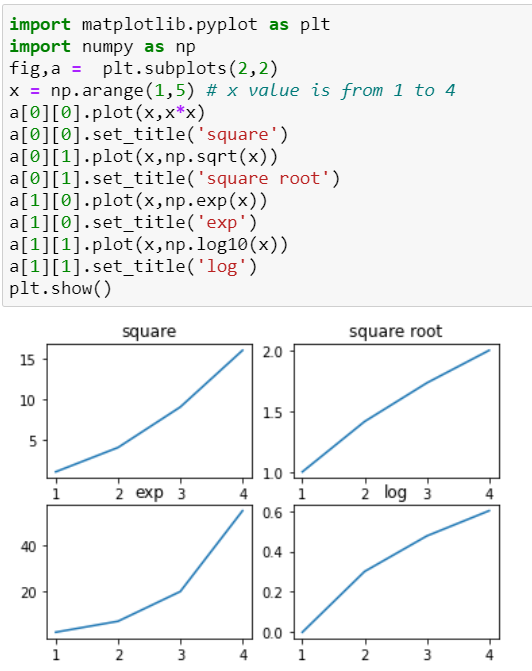 import matplotlib.pyplot as plt
import numpy as np
fig,a =  plt.subplots(2,2)
x = np.arange(1,5) # x value is from 1 to 4
a[0][0].plot(x,x*x)
a[0][0].set_title('square')
a[0][1].plot(x,np.sqrt(x))
a[0][1].set_title('square root')
a[1][0].plot(x,np.exp(x))
a[1][0].set_title('exp')
a[1][1].plot(x,np.log10(x))
a[1][1].set_title('log')
plt.show()
square
15
10
5
1 2 3 4
square root
2.0
1.5
1.0
1 2 3 4
exp
40
20
1 2 3 4
log
0.6
0.4
0.2
0.0
1 2 3 4